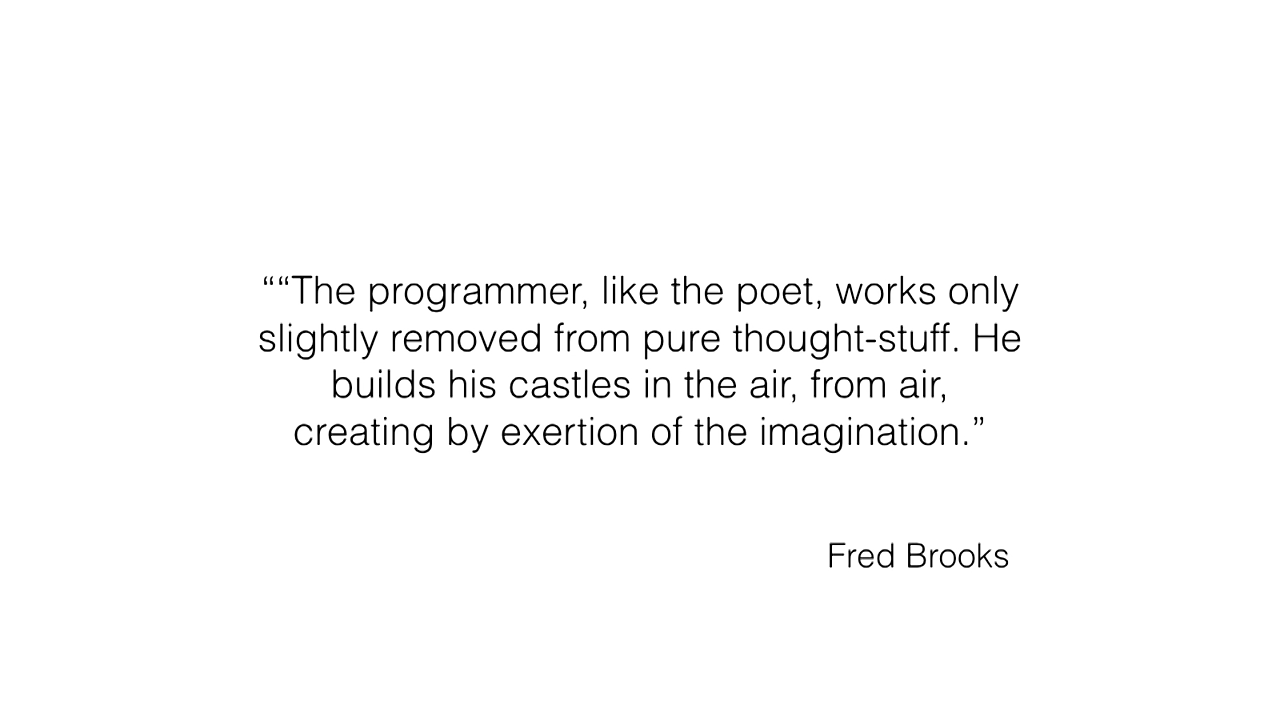 ““The programmer, like the poet, works only
slightly removed from pure thought-stuff. He
builds his castles in the air, from air,
creating by exertion of the imagination.”
Fred Brooks